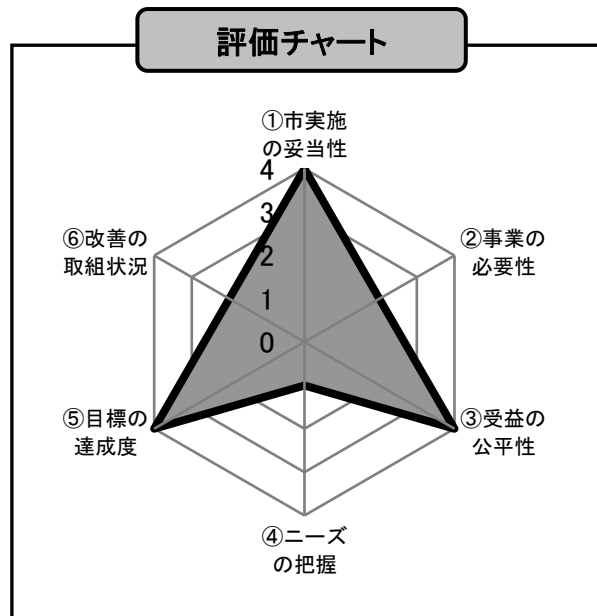 評価チャート
①市実施
の妥当性
4
3
2
1
0
②事業の
必要性
③受益の
公平性
④ニーズ
の把握
⑤目標の
達成度
⑥改善の
取組状況